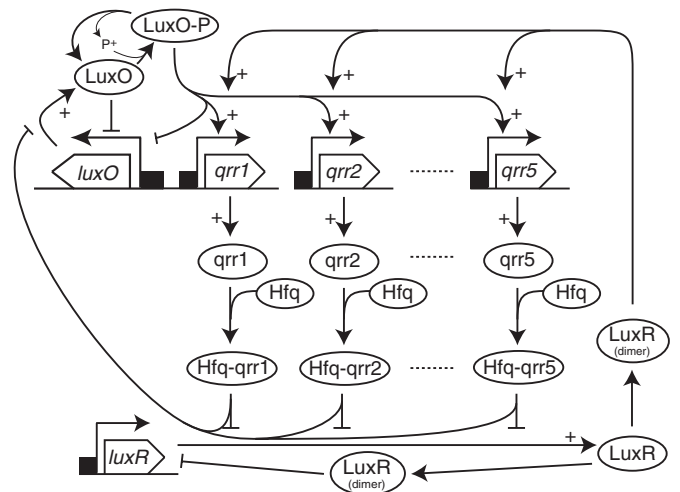 LuxO-P
P+
LuxO
+
+
+
+
+
+
+
luxO
qrr1
qrr2
........
qrr5
+
+
+
qrr1
qrr2
........
qrr5
Hfq
Hfq
Hfq
LuxR
(dimer)
Hfq-qrr1
Hfq-qrr2
........
Hfq-qrr5
luxR
+
LuxR
LuxR
(dimer)